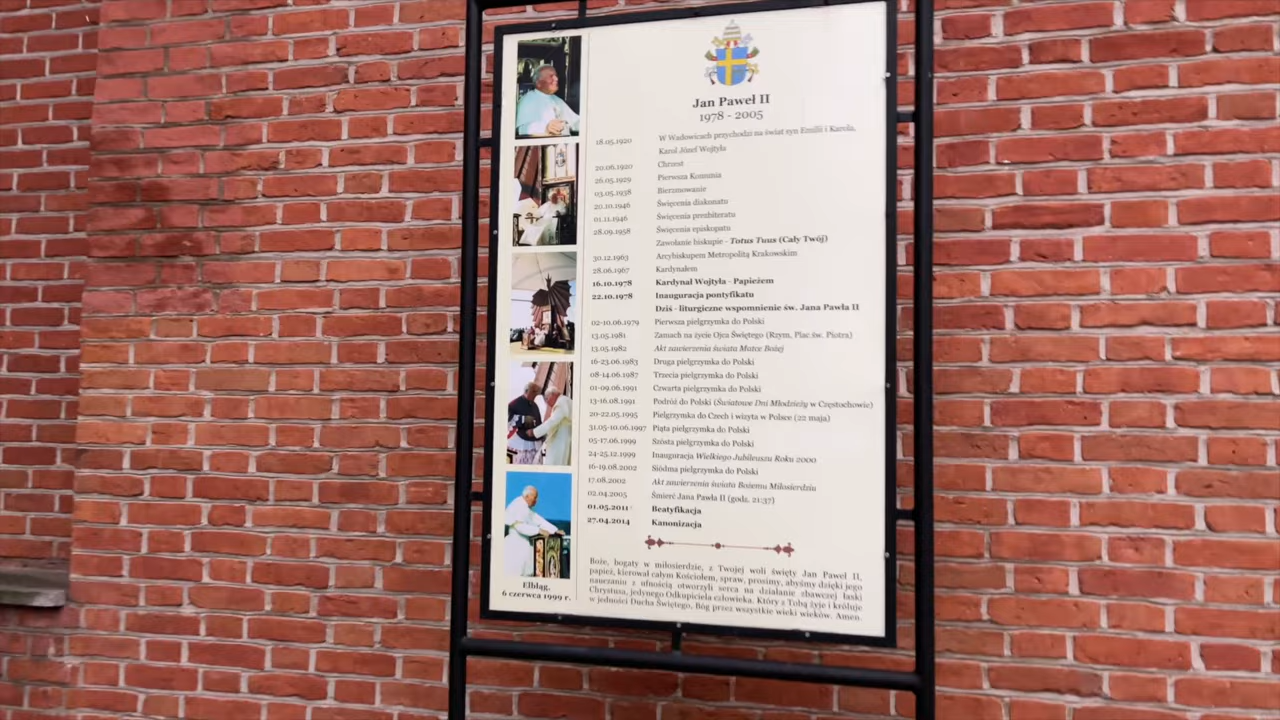 Jan Paweł II
1978 - 2005
18.05.1920 W Wadowicach przychodzi na świat syn Emilii i Karola,
Karol Józef Wojtyła
20.06.1920 Chrzest
26.05.1929 Pierwsza Komunia
03.05.1938 Bierzmowanie
20.10.1946 Święcenia diakonatu
01.11.1946 Święcenia prezbiteratu
28.09.1958 Święcenia episkopatu
Zawołanie biskupie - Totus Tuus (Cały Twój)
30.12.1963 Arcybiskupem Metropolitą Krakowskim
28.06.1967 Kardynałem
16.10.1978 Kardynał Wojtyła - Papieżem
22.10.1978 Inauguracja pontyfikatu
Dziś - liturgiczne wspomnienie św. Jana Pawła II
02-10.06.1979 Pierwsza pielgrzymka do Polski
13.05.1981 Zamach na życie Ojca Świętego (Rzym, Plac św. Piotra)
13.05.1982 Akt zawierzenia świata Matce Bożej
16-23.06.1983 Druga pielgrzymka do Polski
08-14.06.1987 Trzecia pielgrzymka do Polski
01-09.06.1991 Czwarta pielgrzymka do Polski
13-16.08.1991 Podróż do Polski (Światowe Dni Młodzieży w Częstochowie)
20-22.05.1995 Pielgrzymka do Czech i wizyta w Polsce (22 maja)
31.05-10.06.1997 Piąta pielgrzymka do Polski
05-17.06.1999 Szósta pielgrzymka do Polski
24-25.12.1999 Inauguracja Wielkiego Jubileuszu Roku 2000
16-19.08.2002 Siódma pielgrzymka do Polski
17.08.2002 Akt zawierzenia świata Bożemu Miłosierdziu
02.04.2005 Śmierć Jana Pawła II (godz. 21:37)
01.05.2011 Beatyfikacja
27.04.2014 Kanonizacja
Boże, bogaty w miłosierdzie, z Twojej woli święty Jan Paweł II,
papież, kierował całym Kościołem, spraw, prosimy, abyśmy dzięki jego
nauczaniu z ufnością otworzyli serca na działanie zbawczej łaski
Chrystusa, jedynego Odkupiciela człowieka. Który z Tobą żyje i króluje
w jedności Ducha Świętego, Bóg przez wszystkie wieki wieków. Amen.
Elbląg,
6 czerwca 1999 r.